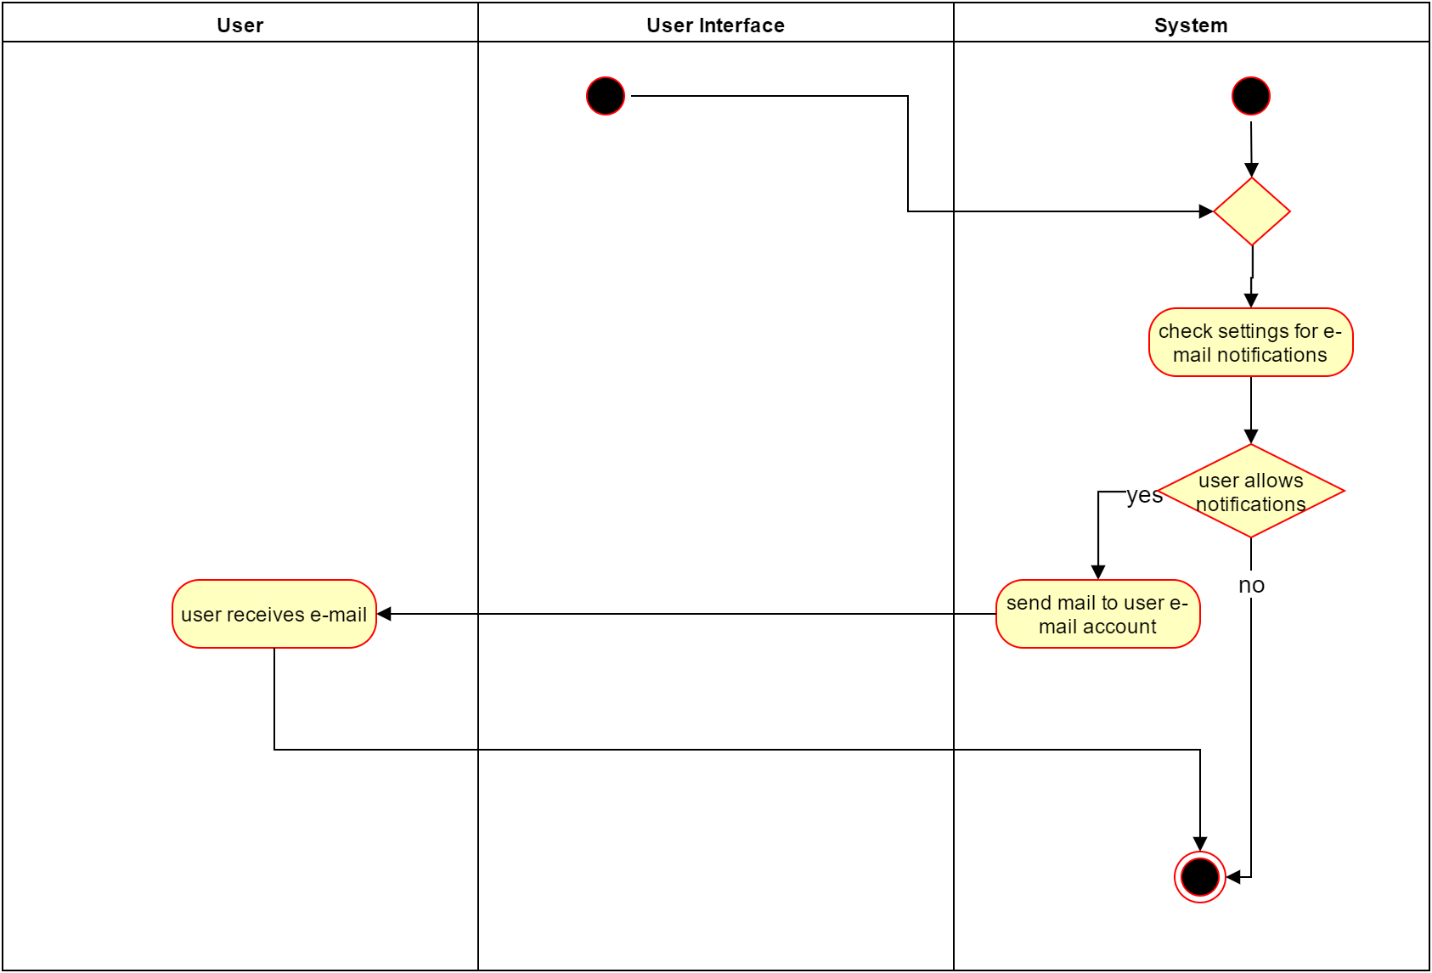 User
User Interface
System
check settings for e-
mail notifications
user allows
notifications
yes
no
user receives e-mail
send mail to user e-
mail account